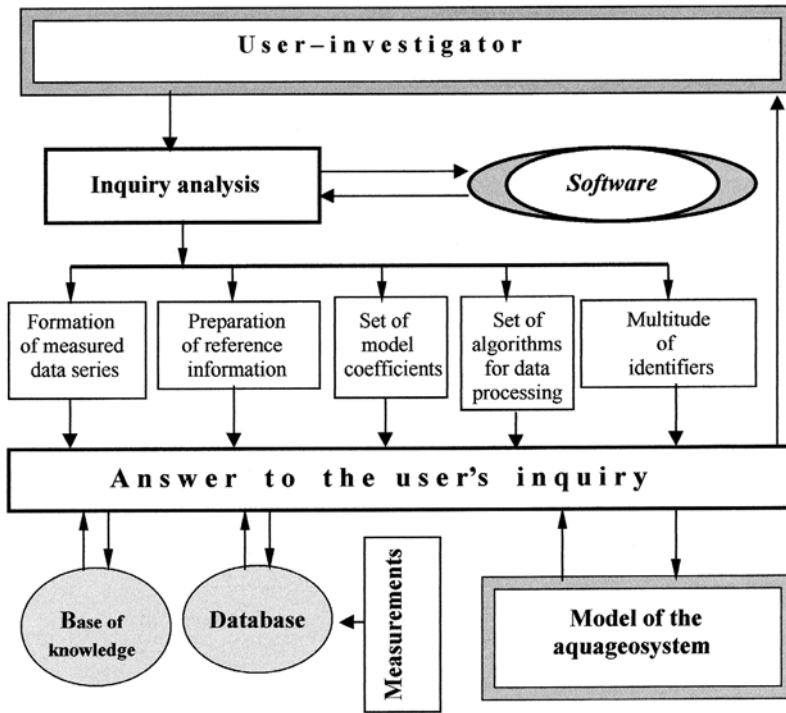 User–investigator
Inquiry analysis
Software
Formation
of measured
data series
Preparation
of reference
information
Set of
model
coefficients
Set of
algorithms
for data
processing
Multitude
of
identifiers
Answer to the user's inquiry
Base of
knowledge
Database
Measurements
Model of the
aquageosystem